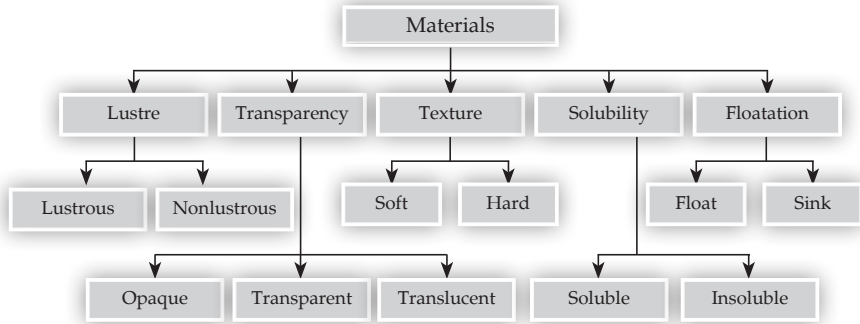 Materials
Lustre
Transparency
Texture
Solubility
Floatation
Lustrous
Nonlustrous
Soft
Hard
Float
Sink
Opaque
Transparent
Translucent
Soluble
Insoluble